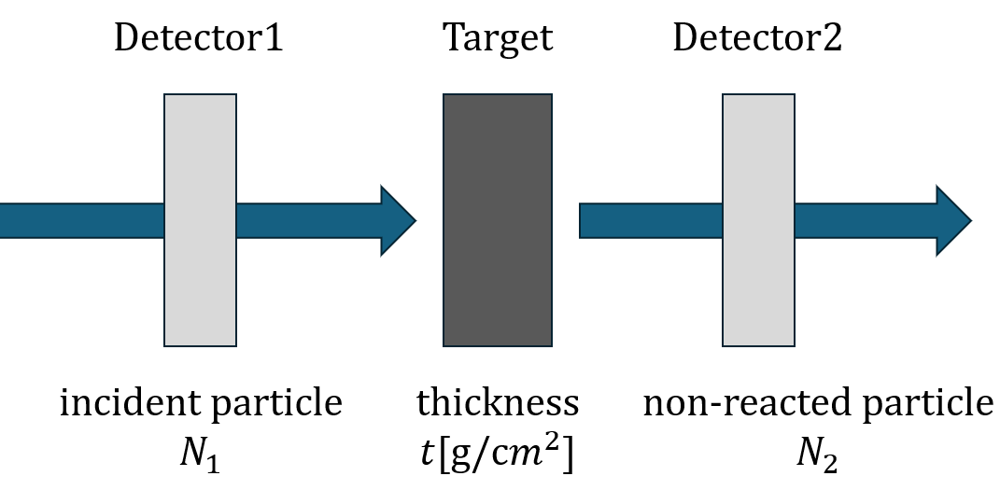 Detector1
Target
Detector2
incident particle
thickness
non-reacted particle
N₁
t[g/cm²]
N₂